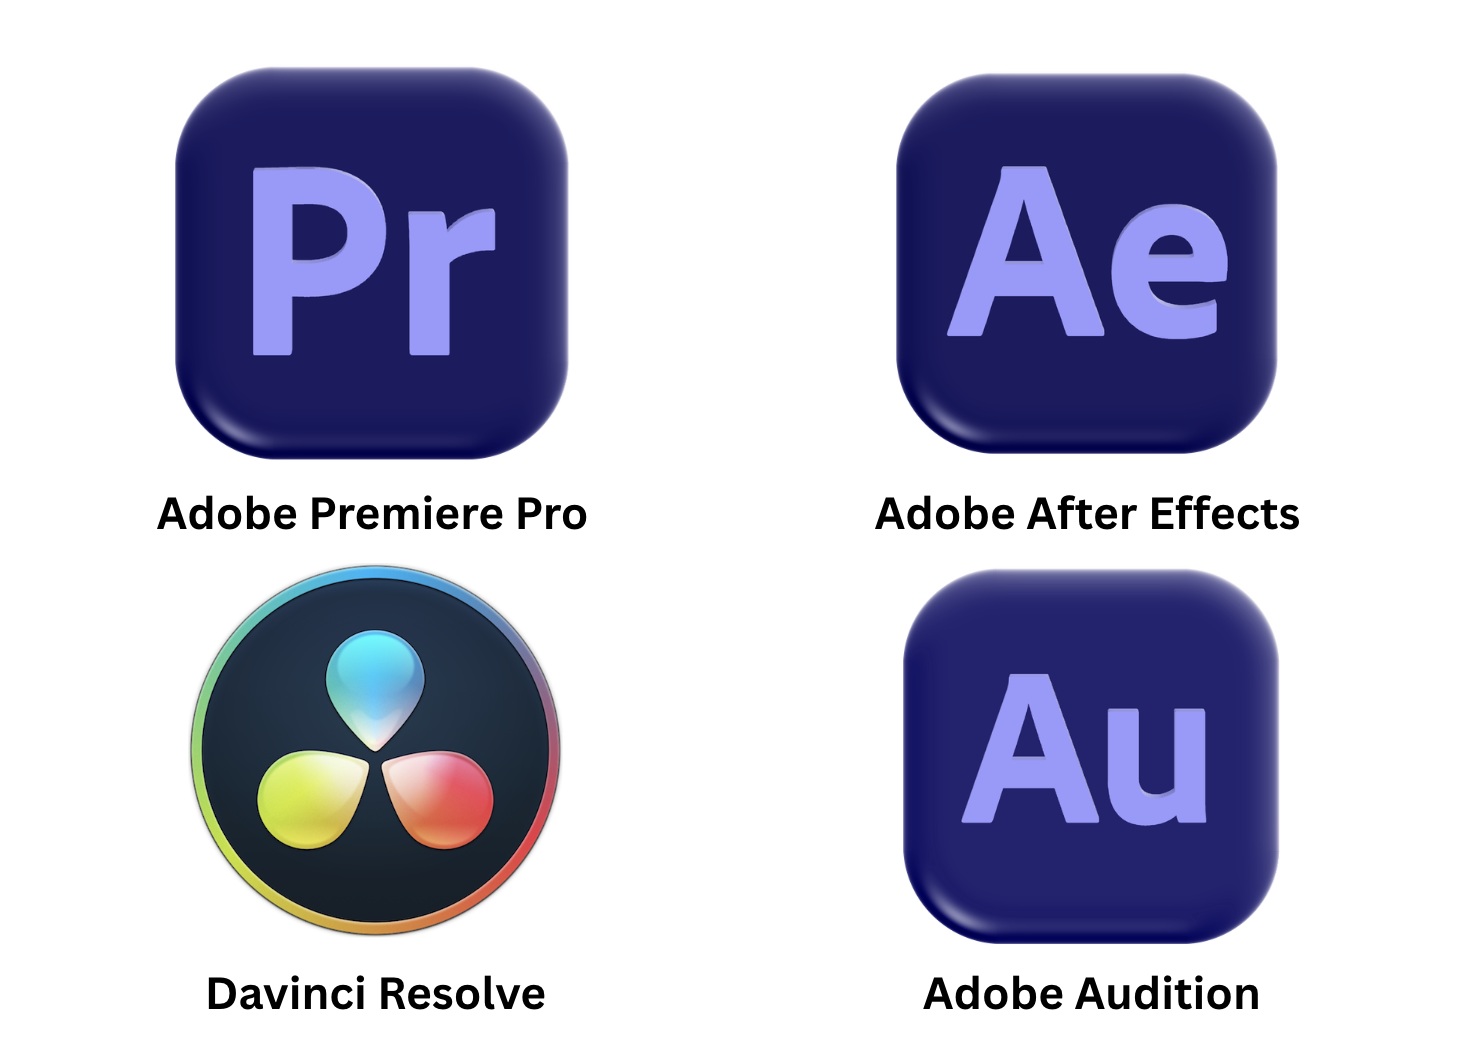 Pr
Ae
Adobe Premiere Pro
Adobe After Effects
Au
Davinci Resolve
Adobe Audition